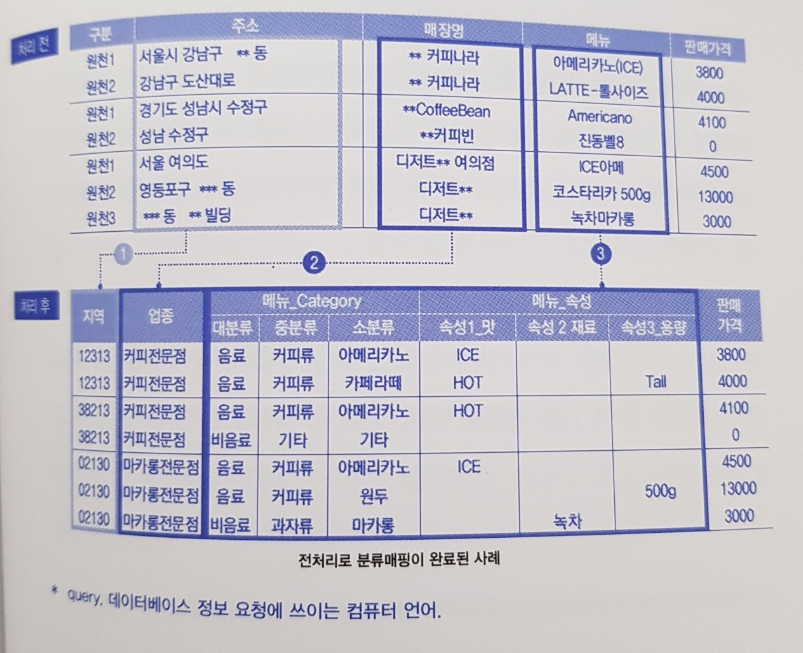 처리 전
구분 주소 매장명 메뉴 판매가격
원천1 서울시 강남구 ** 동 ** 커피나라 아메리카노(ICE) 3800
원천2 강남구 도산대로 ** 커피나라 LATTE-톨사이즈 4000
원천1 경기도 성남시 수정구 **CoffeeBean Americano 4100
원천2 성남 수정구 **커피빈 진동벨8 0
원천1 서울 여의도 디저트** 여의점 ICE아메 4500
원천2 영등포구 *** 동 디저트** 코스타리카 500g 13000
원천3 *** 동 ** 빌딩 디저트** 녹차마카롱 3000
1 2 3
처리 후
지역 업종 메뉴_Category 메뉴_속성 판매 가격
대분류 중분류 소분류 속성1_맛 속성 2 재료 속성3_용량
12313 커피전문점 음료 커피류 아메리카노 ICE 3800
12313 커피전문점 음료 커피류 카페라떼 HOT Tall 4000
38213 커피전문점 음료 커피류 아메리카노 HOT 4100
38213 커피전문점 비음료 기타 기타 0
02130 마카롱전문점 음료 커피류 아메리카노 ICE 4500
02130 마카롱전문점 음료 커피류 원두 500g 13000
02130 마카롱전문점 비음료 과자류 마카롱 녹차 3000
전처리로 분류매핑이 완료된 사례
* query, 데이터베이스 정보 요청에 쓰이는 컴퓨터 언어.